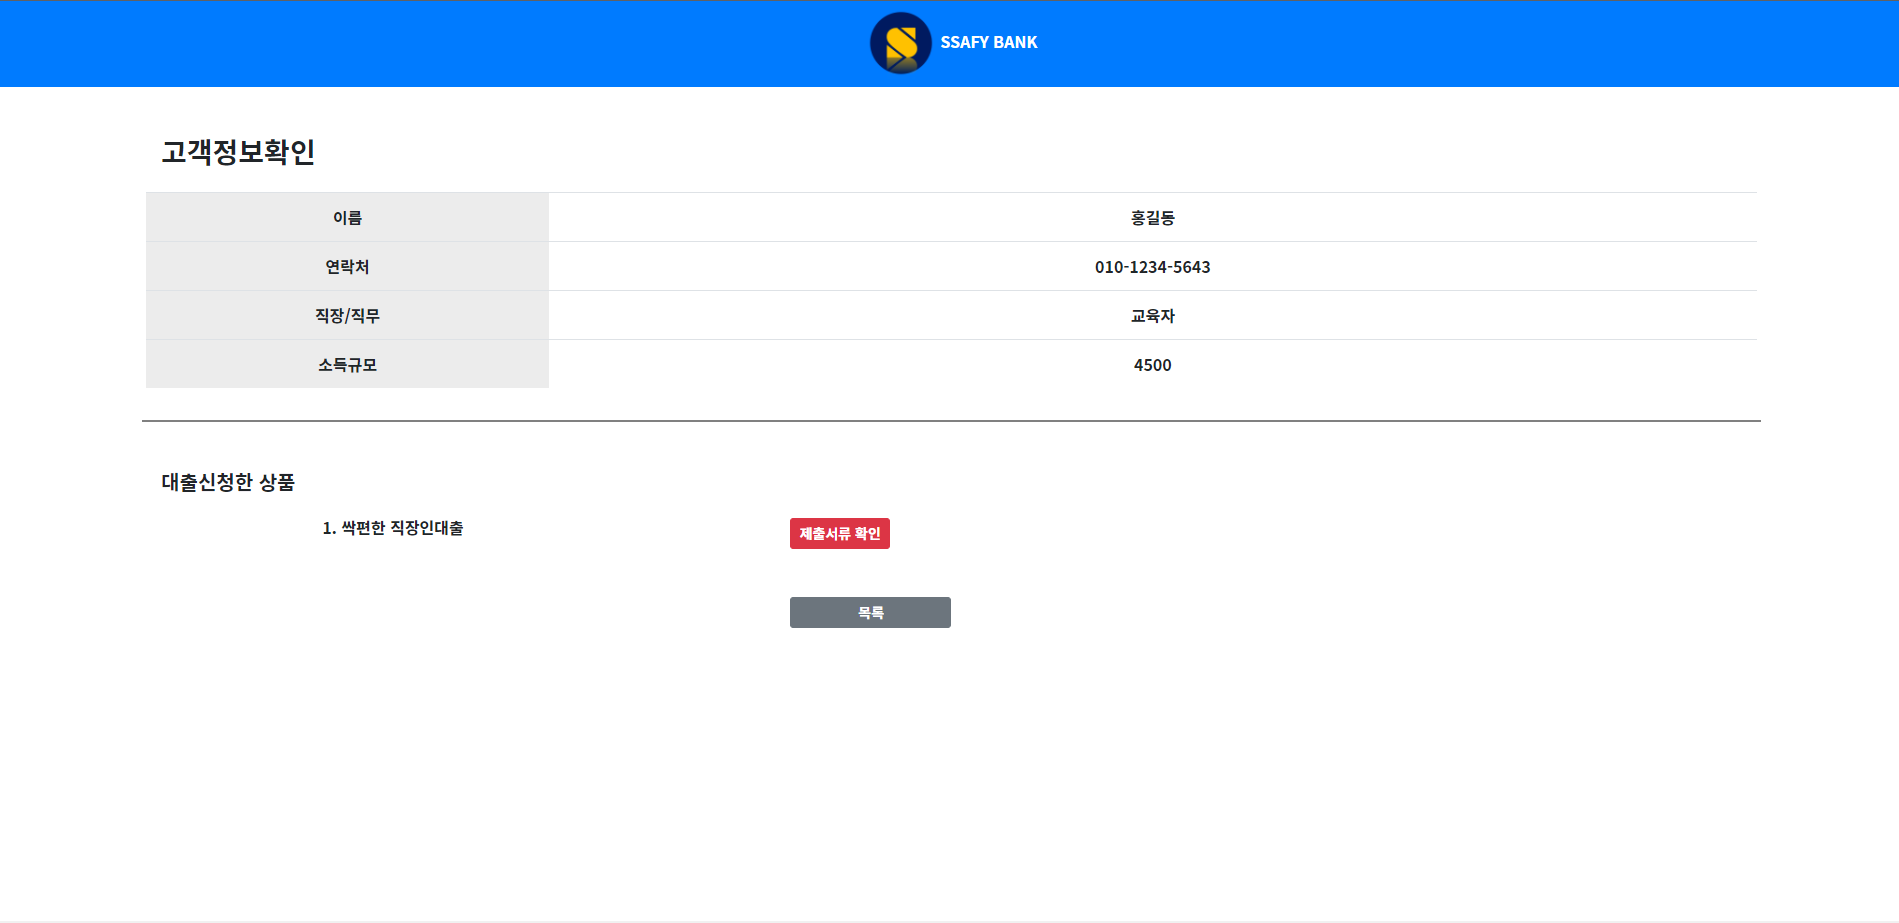 SSAFY BANK
고객정보확인
이름 홍길동
연락처 010-1234-5643
직장/직무 교육자
소득규모 4500
대출신청한 상품
1. 싹편한 직장인대출 제출서류 확인
목록